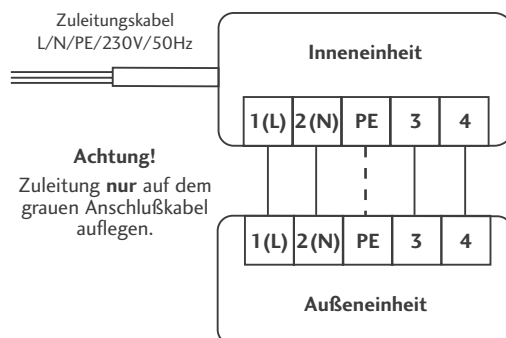 Zuleitungskabel
L/N/PE/230V/50Hz
Inneneinheit
1(L) 2(N) PE 3 4
Achtung!
Zuleitung nur auf dem
grauen Anschlußkabel
auflegen.
1(L) 2(N) PE 3 4
Außeneinheit